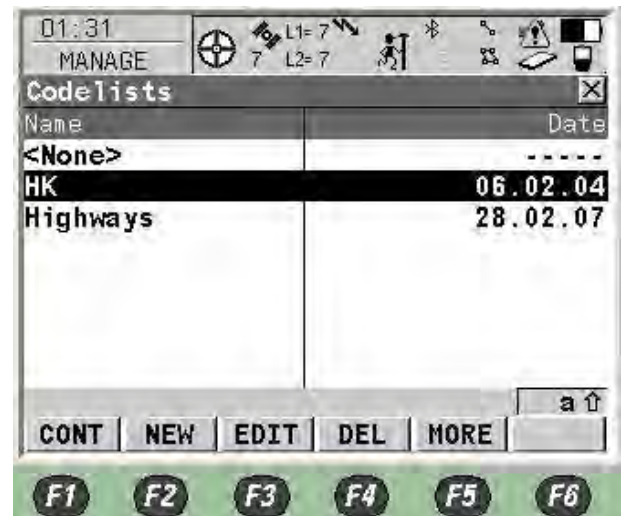 01:31
MANAGE
7
L1= 7
L2= 7
Codelists
Name Date
<None> -----
HK 06.02.04
Highways 28.02.07
a
CONT NEW EDIT DEL MORE
F1 F2 F3 F4 F5 F6